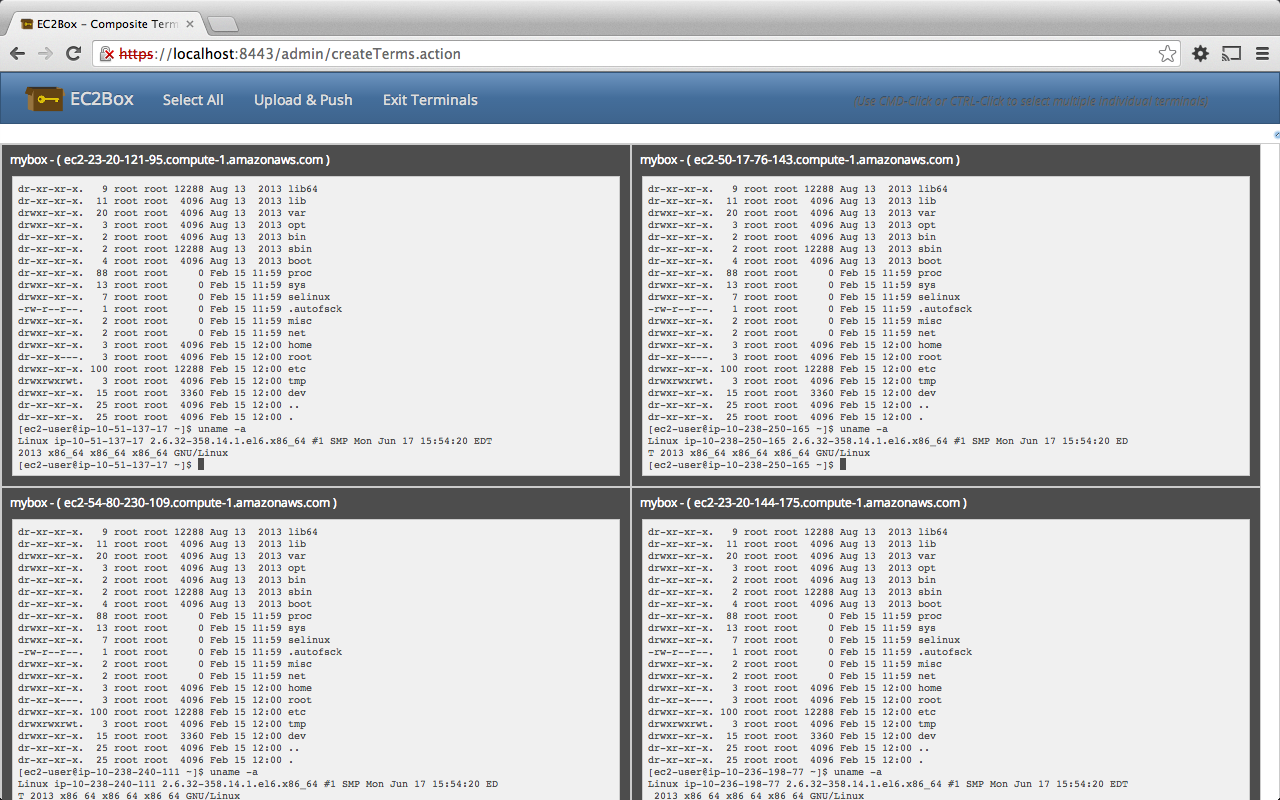 EC2Box - Composite Term
https://localhost:8443/admin/createTerms.action
EC2Box Select All Upload & Push Exit Terminals (Use CMD-Click or CTRL-Click to select multiple individual terminals)
mybox - ( ec2-23-20-121-95.compute-1.amazonaws.com )
dr-xr-xr-x. 9 root root 12288 Aug 13 2013 lib64
dr-xr-xr-x. 11 root root 4096 Aug 13 2013 lib
drwxr-xr-x. 20 root root 4096 Aug 13 2013 var
drwxr-xr-x. 3 root root 4096 Aug 13 2013 opt
dr-xr-xr-x. 2 root root 4096 Aug 13 2013 bin
dr-xr-xr-x. 2 root root 12288 Aug 13 2013 sbin
dr-xr-xr-x. 4 root root 4096 Aug 13 2013 boot
dr-xr-xr-x. 88 root root 0 Feb 15 11:59 proc
drwxr-xr-x. 13 root root 0 Feb 15 11:59 sys
drwxr-xr-x. 7 root root 0 Feb 15 11:59 selinux
-rw-r--r--. 1 root root 0 Feb 15 11:59 .autofsck
drwxr-xr-x. 2 root root 0 Feb 15 11:59 misc
drwxr-xr-x. 2 root root 0 Feb 15 11:59 net
drwxr-xr-x. 3 root root 4096 Feb 15 12:00 home
dr-xr-x---. 3 root root 4096 Feb 15 12:00 root
drwxr-xr-x. 100 root root 12288 Feb 15 12:00 etc
drwxrwxrwt. 3 root root 4096 Feb 15 12:00 tmp
drwxr-xr-x. 15 root root 3360 Feb 15 12:00 dev
dr-xr-xr-x. 25 root root 4096 Feb 15 12:00 ..
dr-xr-xr-x. 25 root root 4096 Feb 15 12:00 .
[ec2-user@ip-10-51-137-17 ~]$ uname -a
Linux ip-10-51-137-17 2.6.32-358.14.1.el6.x86_64 #1 SMP Mon Jun 17 15:54:20 EDT
2013 x86_64 x86_64 x86_64 GNU/Linux
[ec2-user@ip-10-51-137-17 ~]$
mybox - ( ec2-50-17-76-143.compute-1.amazonaws.com )
dr-xr-xr-x. 9 root root 12288 Aug 13 2013 lib64
dr-xr-xr-x. 11 root root 4096 Aug 13 2013 lib
drwxr-xr-x. 20 root root 4096 Aug 13 2013 var
drwxr-xr-x. 3 root root 4096 Aug 13 2013 opt
dr-xr-xr-x. 2 root root 4096 Aug 13 2013 bin
dr-xr-xr-x. 2 root root 12288 Aug 13 2013 sbin
dr-xr-xr-x. 4 root root 4096 Aug 13 2013 boot
dr-xr-xr-x. 88 root root 0 Feb 15 11:59 proc
drwxr-xr-x. 13 root root 0 Feb 15 11:59 sys
drwxr-xr-x. 7 root root 0 Feb 15 11:59 selinux
-rw-r--r--. 1 root root 0 Feb 15 11:59 .autofsck
drwxr-xr-x. 2 root root 0 Feb 15 11:59 misc
drwxr-xr-x. 2 root root 0 Feb 15 11:59 net
drwxr-xr-x. 3 root root 4096 Feb 15 12:00 home
dr-xr-x---. 3 root root 4096 Feb 15 12:00 root
drwxr-xr-x. 100 root root 12288 Feb 15 12:00 etc
drwxrwxrwt. 3 root root 4096 Feb 15 12:00 tmp
drwxr-xr-x. 15 root root 3360 Feb 15 12:00 dev
dr-xr-xr-x. 25 root root 4096 Feb 15 12:00 ..
dr-xr-xr-x. 25 root root 4096 Feb 15 12:00 .
[ec2-user@ip-10-238-250-165 ~]$ uname -a
Linux ip-10-238-250-165 2.6.32-358.14.1.el6.x86_64 #1 SMP Mon Jun 17 15:54:20 ED
T 2013 x86_64 x86_64 x86_64 GNU/Linux
[ec2-user@ip-10-238-250-165 ~]$
mybox - ( ec2-54-80-230-109.compute-1.amazonaws.com )
dr-xr-xr-x. 9 root root 12288 Aug 13 2013 lib64
dr-xr-xr-x. 11 root root 4096 Aug 13 2013 lib
drwxr-xr-x. 20 root root 4096 Aug 13 2013 var
drwxr-xr-x. 3 root root 4096 Aug 13 2013 opt
dr-xr-xr-x. 2 root root 4096 Aug 13 2013 bin
dr-xr-xr-x. 2 root root 12288 Aug 13 2013 sbin
dr-xr-xr-x. 4 root root 4096 Aug 13 2013 boot
dr-xr-xr-x. 88 root root 0 Feb 15 11:59 proc
drwxr-xr-x. 13 root root 0 Feb 15 11:59 sys
drwxr-xr-x. 7 root root 0 Feb 15 11:59 selinux
-rw-r--r--. 1 root root 0 Feb 15 11:59 .autofsck
drwxr-xr-x. 2 root root 0 Feb 15 11:59 misc
drwxr-xr-x. 2 root root 0 Feb 15 11:59 net
drwxr-xr-x. 3 root root 4096 Feb 15 12:00 home
dr-xr-x---. 3 root root 4096 Feb 15 12:00 root
drwxr-xr-x. 100 root root 12288 Feb 15 12:00 etc
drwxrwxrwt. 3 root root 4096 Feb 15 12:00 tmp
drwxr-xr-x. 15 root root 3360 Feb 15 12:00 dev
dr-xr-xr-x. 25 root root 4096 Feb 15 12:00 ..
dr-xr-xr-x. 25 root root 4096 Feb 15 12:00 .
[ec2-user@ip-10-238-240-111 ~]$ uname -a
Linux ip-10-238-240-111 2.6.32-358.14.1.el6.x86_64 #1 SMP Mon Jun 17 15:54:20 ED
T 2013 x86_64 x86_64 x86_64 GNU/Linux
mybox - ( ec2-23-20-144-175.compute-1.amazonaws.com )
dr-xr-xr-x. 9 root root 12288 Aug 13 2013 lib64
dr-xr-xr-x. 11 root root 4096 Aug 13 2013 lib
drwxr-xr-x. 20 root root 4096 Aug 13 2013 var
drwxr-xr-x. 3 root root 4096 Aug 13 2013 opt
dr-xr-xr-x. 2 root root 4096 Aug 13 2013 bin
dr-xr-xr-x. 2 root root 12288 Aug 13 2013 sbin
dr-xr-xr-x. 4 root root 4096 Aug 13 2013 boot
dr-xr-xr-x. 88 root root 0 Feb 15 11:59 proc
drwxr-xr-x. 13 root root 0 Feb 15 11:59 sys
drwxr-xr-x. 7 root root 0 Feb 15 11:59 selinux
-rw-r--r--. 1 root root 0 Feb 15 11:59 .autofsck
drwxr-xr-x. 2 root root 0 Feb 15 11:59 misc
drwxr-xr-x. 2 root root 0 Feb 15 11:59 net
drwxr-xr-x. 3 root root 4096 Feb 15 12:00 home
dr-xr-x---. 3 root root 4096 Feb 15 12:00 root
drwxr-xr-x. 100 root root 12288 Feb 15 12:00 etc
drwxrwxrwt. 3 root root 4096 Feb 15 12:00 tmp
drwxr-xr-x. 15 root root 3360 Feb 15 12:00 dev
dr-xr-xr-x. 25 root root 4096 Feb 15 12:00 ..
dr-xr-xr-x. 25 root root 4096 Feb 15 12:00 .
[ec2-user@ip-10-236-198-77 ~]$ uname -a
Linux ip-10-236-198-77 2.6.32-358.14.1.el6.x86_64 #1 SMP Mon Jun 17 15:54:20 EDT
2013 x86_64 x86_64 x86_64 GNU/Linux